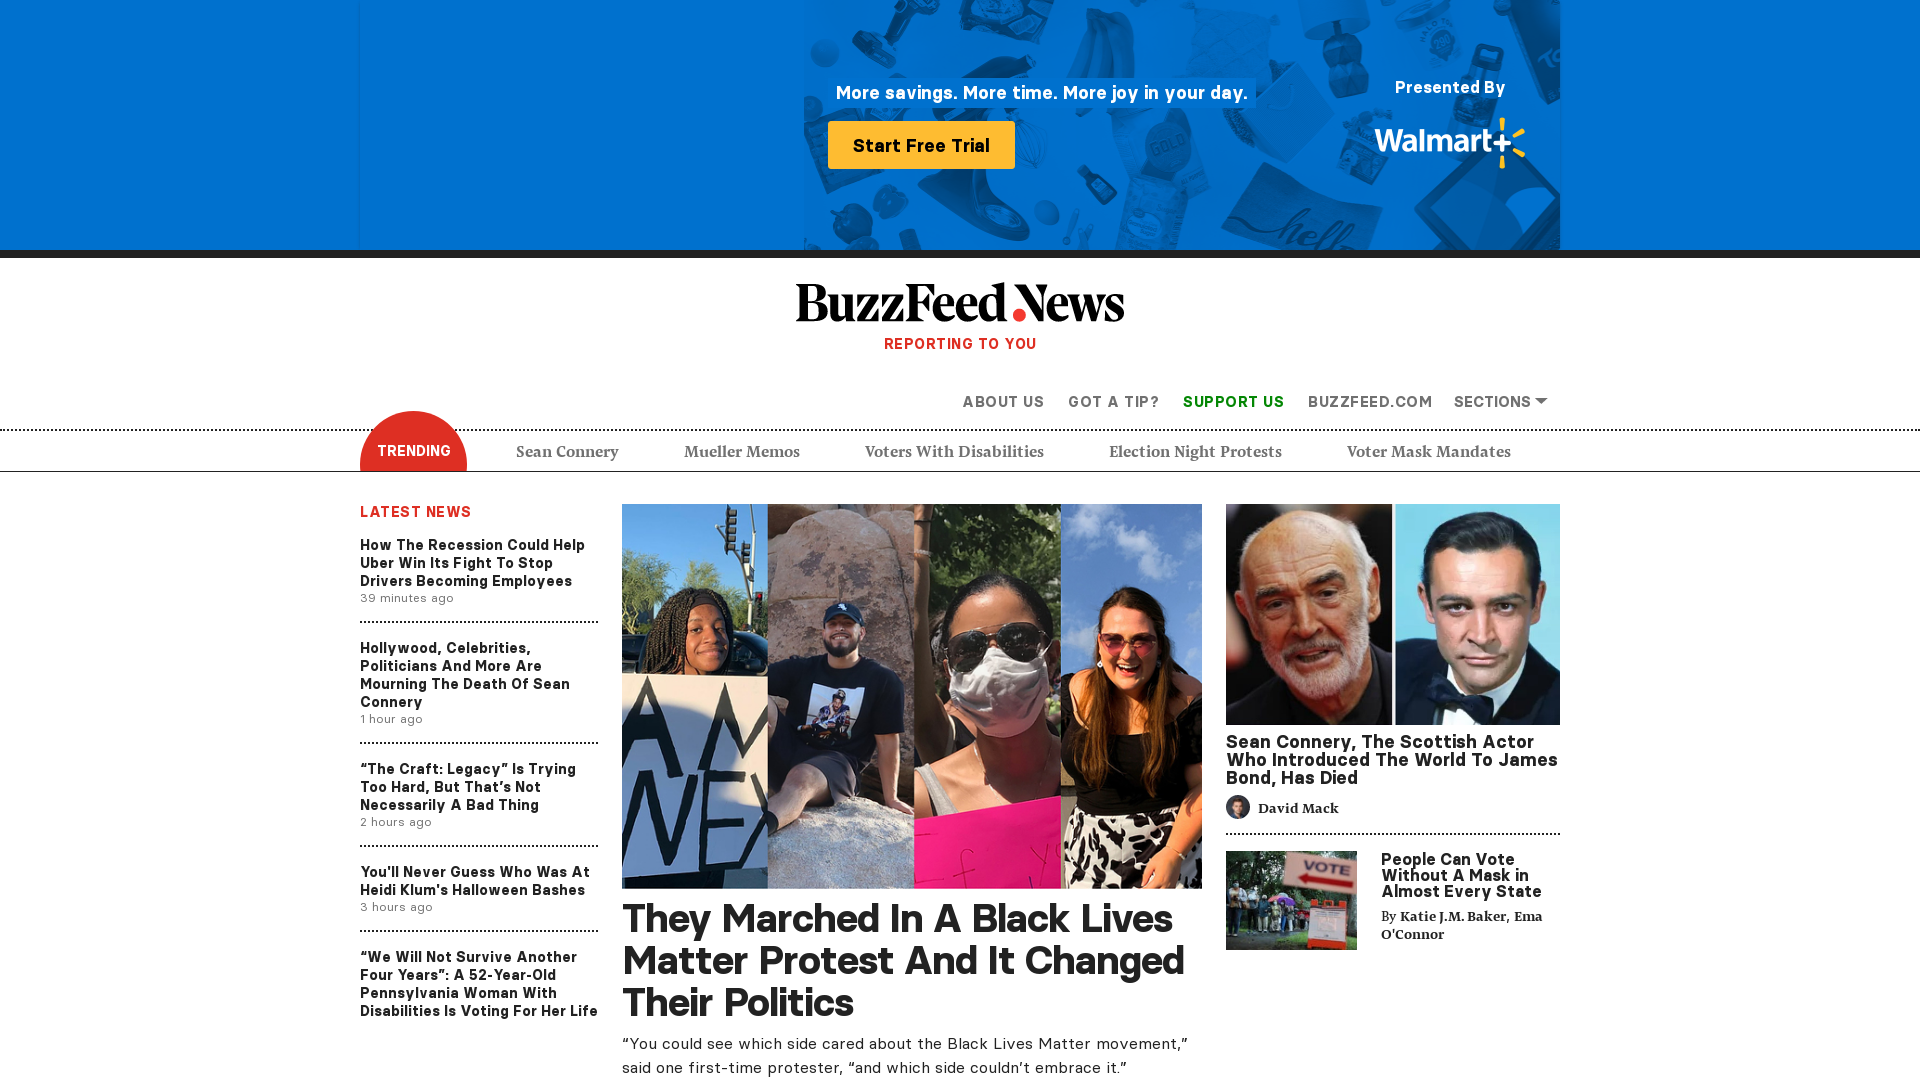 More savings. More time. More joy in your day.
Start Free Trial
Presented By
Walmart+
BuzzFeed News
REPORTING TO YOU
ABOUT US
GOT A TIP?
SUPPORT US
BUZZFEED.COM
SECTIONS
TRENDING
Sean Connery
Mueller Memos
Voters With Disabilities
Election Night Protests
Voter Mask Mandates
LATEST NEWS
How The Recession Could Help
Uber Win Its Fight To Stop
Drivers Becoming Employees
39 minutes ago
Hollywood, Celebrities,
Politicians And More Are
Mourning The Death Of Sean
Connery
1 hour ago
“The Craft: Legacy” Is Trying
Too Hard, But That’s Not
Necessarily A Bad Thing
2 hours ago
You'll Never Guess Who Was At
Heidi Klum's Halloween Bashes
3 hours ago
“We Will Not Survive Another
Four Years”: A 52-Year-Old
Pennsylvania Woman With
Disabilities Is Voting For Her Life
They Marched In A Black Lives
Matter Protest And It Changed
Their Politics
“You could see which side cared about the Black Lives Matter movement,”
said one first-time protester, “and which side couldn’t embrace it.”
Sean Connery, The Scottish Actor
Who Introduced The World To James
Bond, Has Died
David Mack
VOTE
People Can Vote
Without A Mask in
Almost Every State
By Katie J.M. Baker, Ema
O'Connor
hello
GOLD